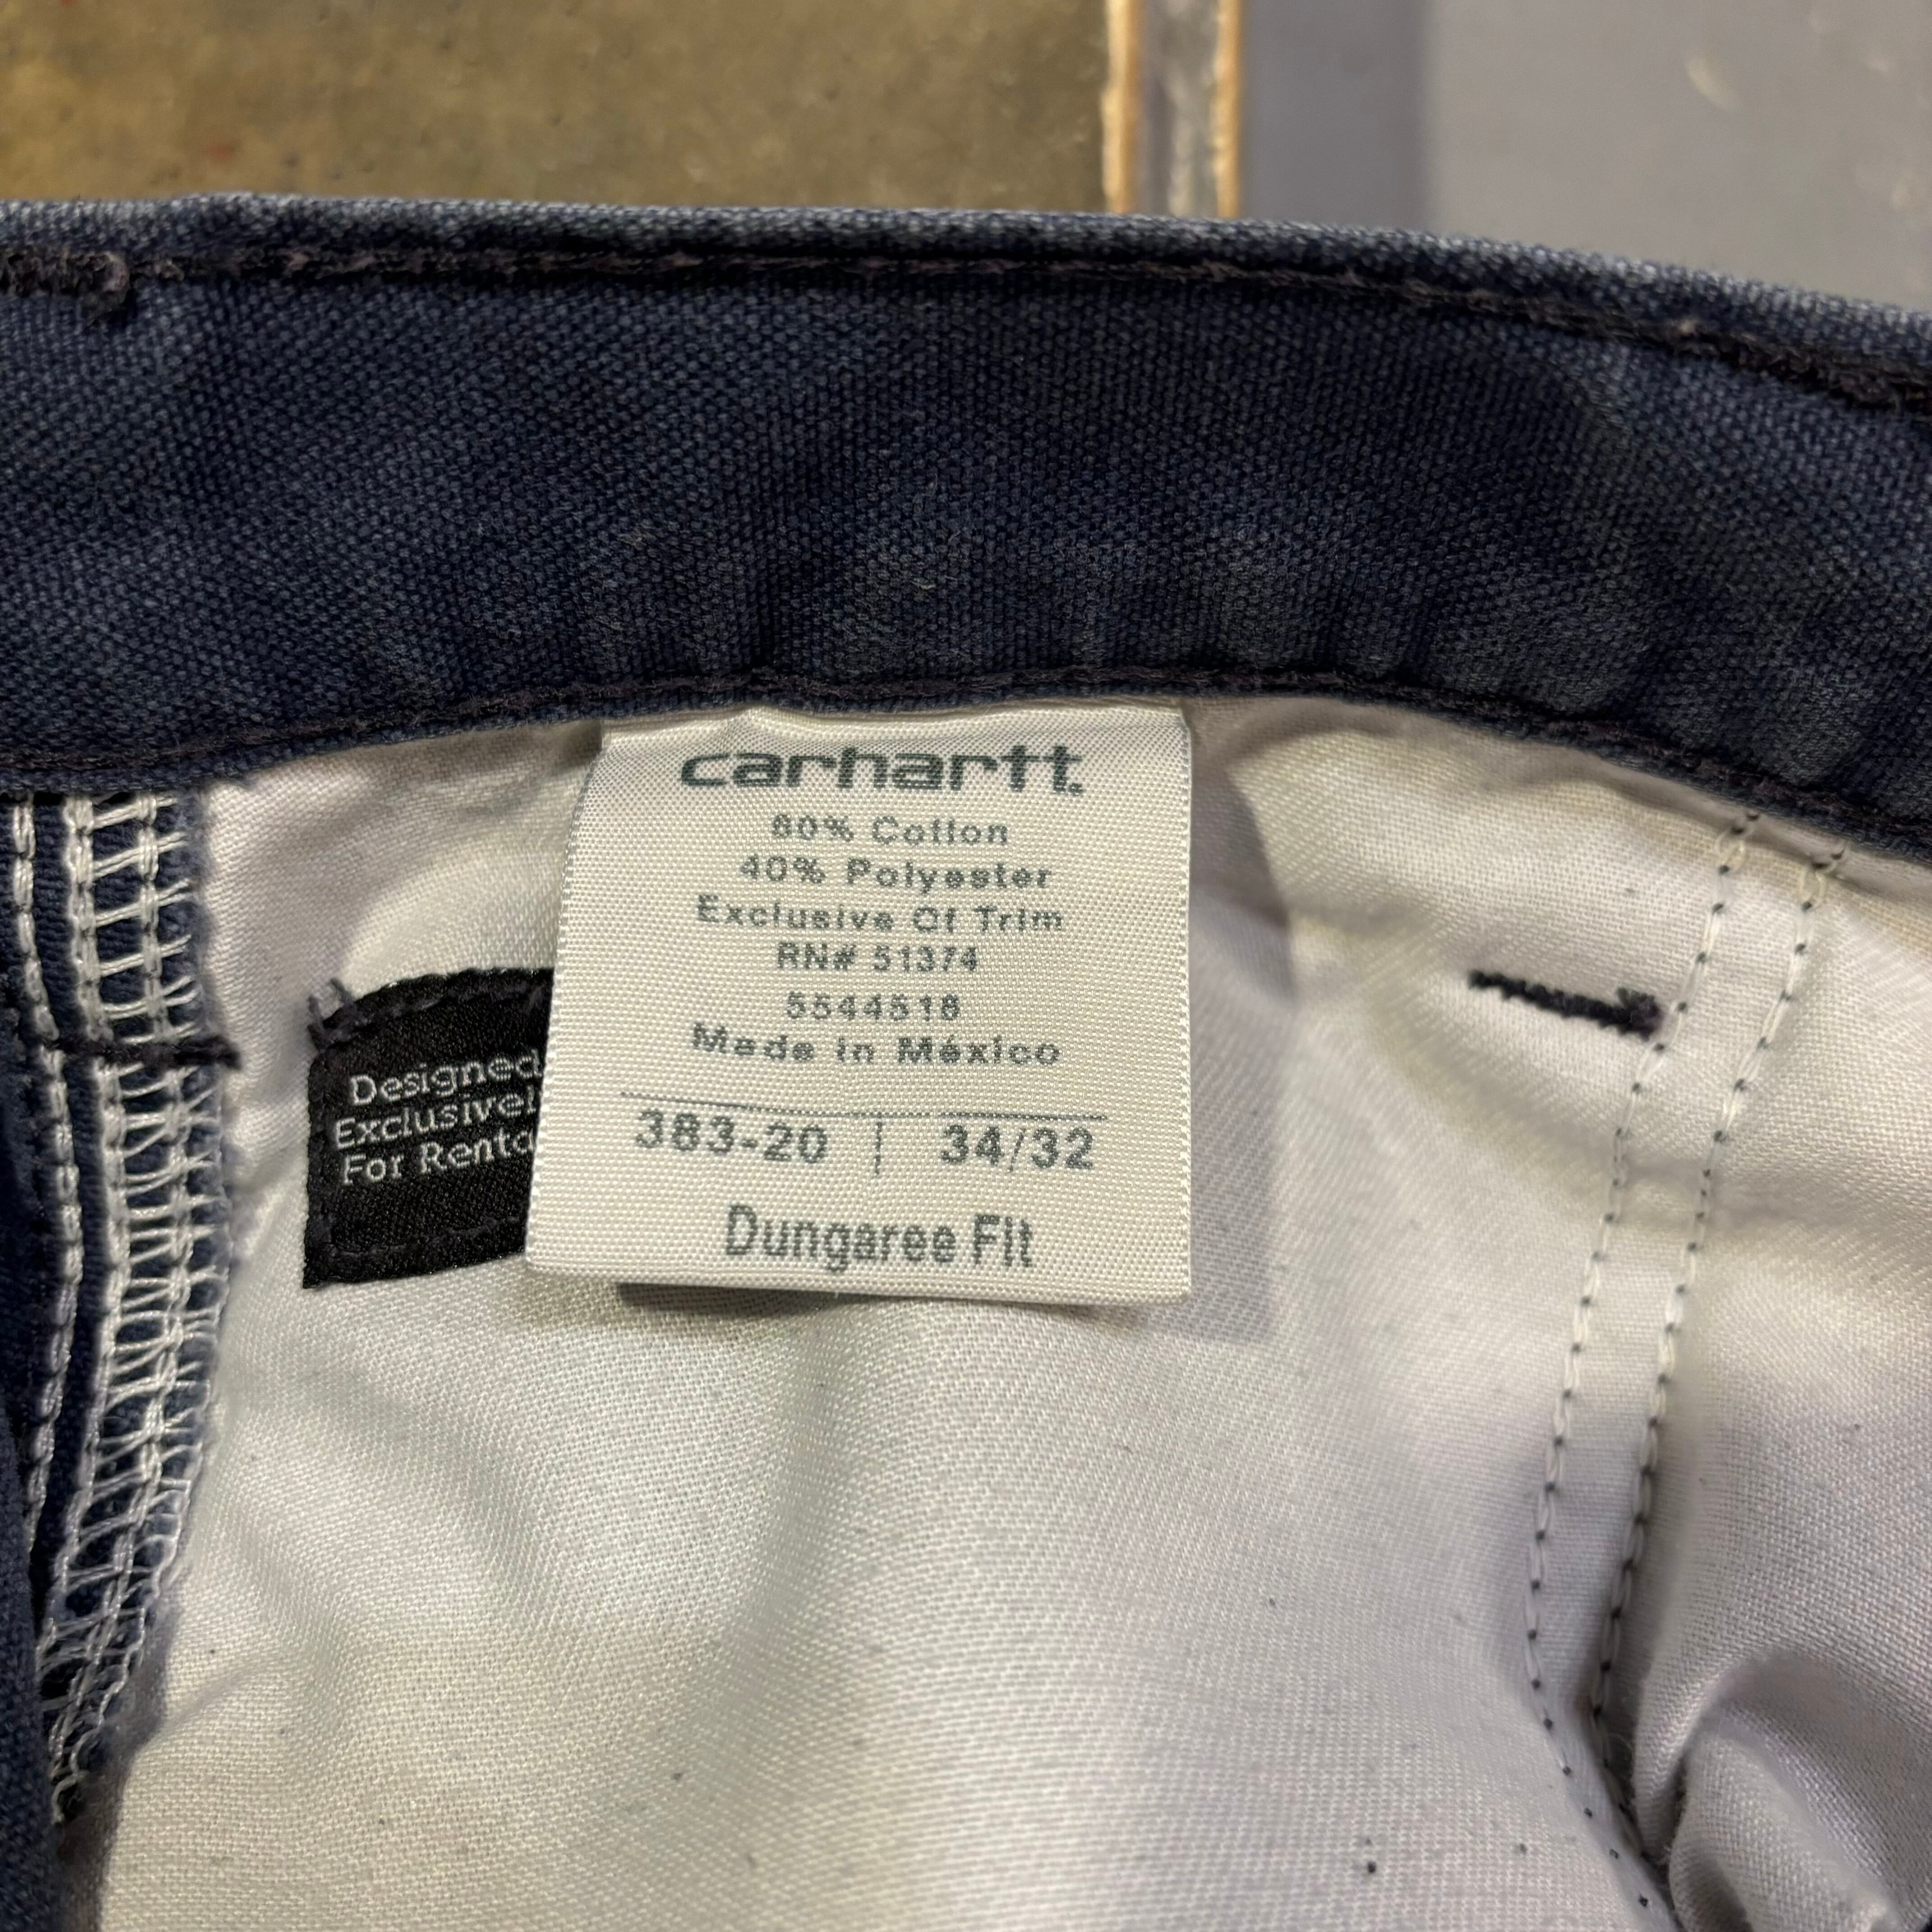 carhartt.
60% Cotton
40% Polyester
Exclusive Of Trim
RN# 51374
5544518
Made in México
383-20 | 34/32
Dungaree Fit
Designed
Exclusivel
For Renta